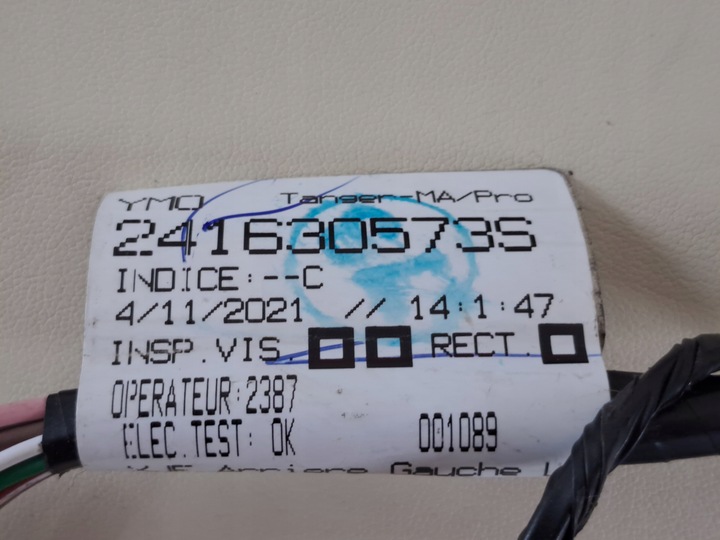 YMO Tanger-MA/Pro
241630573S
INDICE:--C
4/11/2021 // 14:1:47
INSP.VIS. RECT.
OPERATEUR:2387
ELEC.TEST: OK 001089
Arriere Gauche